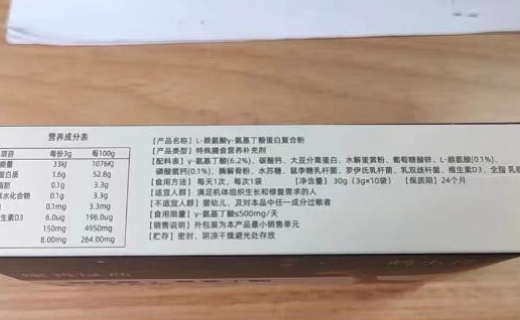 营养成分表
项目 每份3g 每100g
能量 33kJ 1076KJ
蛋白质 1.6g 52.8g
脂肪 0.1g 3.3g
碳水化合物 0.1g 3.3g
0.1mg 3.3mg
维生素D3 6.0ug 198.0ug
150mg 4950mg
8.00mg 264.00mg
【产品名称】L-赖氨酸γ-氨基丁酸蛋白复合粉
【产品类型】特殊膳食营养补充剂
【配料表】γ-氨基丁酸(6.2%)、碳酸钙、大豆分离蛋白、水解蛋黄粉、葡萄糖酸锌、L-赖氨酸(0.1%)、
磷酸氢钙(0.1%)、胸解骨粉、水苏糖、鼠李糖乳杆菌、罗伊氏乳杆菌、乳双歧杆菌、维生素D3、全脂
【食用方法】每天1次，每次1袋 【净含量】30g（3g×10袋）【保质期】24个月
【适宜人群】满足机体组织生长和修复需求的人
【不适宜人群】婴幼儿、及对本品中任一成分过敏者
【食用限量】γ-氨基丁酸≤500mg/天
【销售说明】外包装为本产品最小销售单元
【贮存】密封、阴凉干燥避光处存放